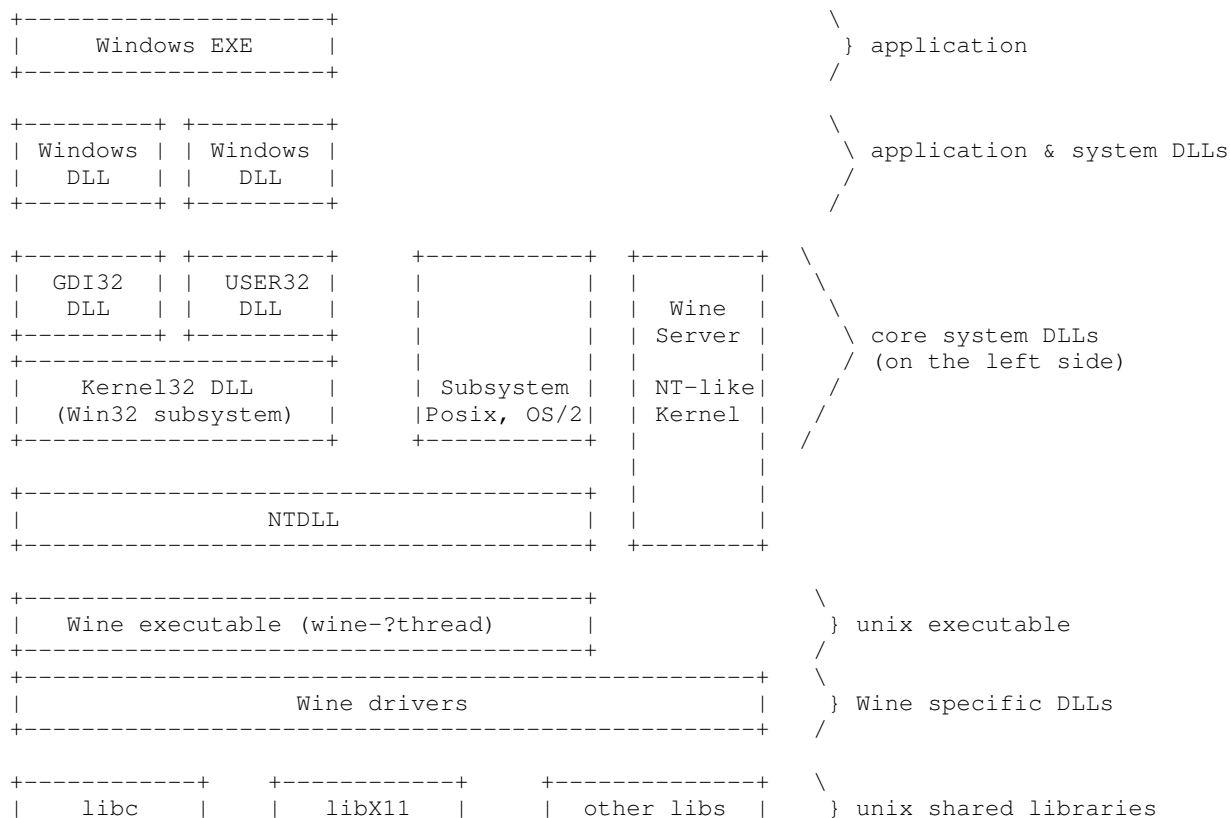 Windows EXE } application
Windows Windows application & system DLLs
DLL DLL
GDI32 USER32
DLL DLL Wine
Server core system DLLs
(on the left side)
Kernel32 DLL Subsystem NT-like
(Win32 subsystem) Posix, OS/2 Kernel
NTDLL
Wine executable (wine-?thread) } unix executable
Wine drivers } Wine specific DLLs
libc libX11 other libs } unix shared libraries